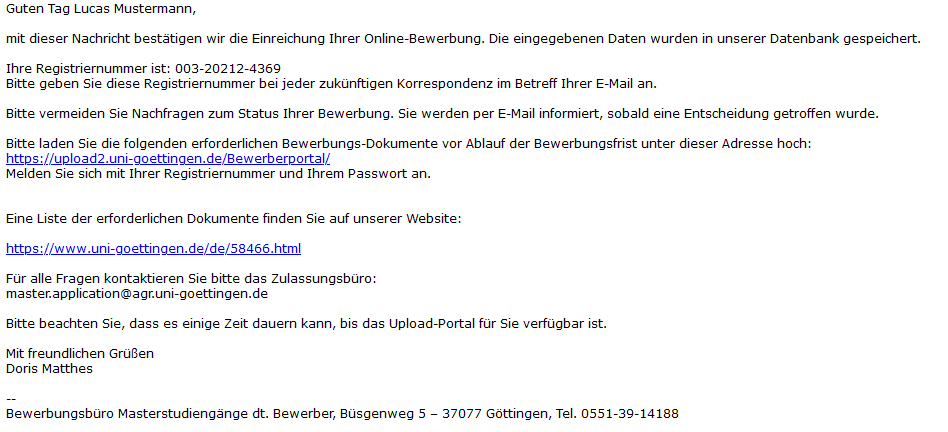 Guten Tag Lucas Mustermann,
mit dieser Nachricht bestätigen wir die Einreichung Ihrer Online-Bewerbung. Die eingegebenen Daten wurden in unserer Datenbank gespeichert.
Ihre Registriernummer ist: 003-20212-4369
Bitte geben Sie diese Registriernummer bei jeder zukünftigen Korrespondenz im Betreff Ihrer E-Mail an.
Bitte vermeiden Sie Nachfragen zum Status Ihrer Bewerbung. Sie werden per E-Mail informiert, sobald eine Entscheidung getroffen wurde.
Bitte laden Sie die folgenden erforderlichen Bewerbungs-Dokumente vor Ablauf der Bewerbungsfrist unter dieser Adresse hoch:
https://upload2.uni-goettingen.de/Bewerberportal/
Melden Sie sich mit Ihrer Registriernummer und Ihrem Passwort an.
Eine Liste der erforderlichen Dokumente finden Sie auf unserer Website:
https://www.uni-goettingen.de/de/58466.html
Für alle Fragen kontaktieren Sie bitte das Zulassungsbüro:
master.application@agr.uni-goettingen.de
Bitte beachten Sie, dass es einige Zeit dauern kann, bis das Upload-Portal für Sie verfügbar ist.
Mit freundlichen Grüßen
Doris Matthes
--
Bewerbungsbüro Masterstudiengänge dt. Bewerber, Büsgenweg 5 – 37077 Göttingen, Tel. 0551-39-14188